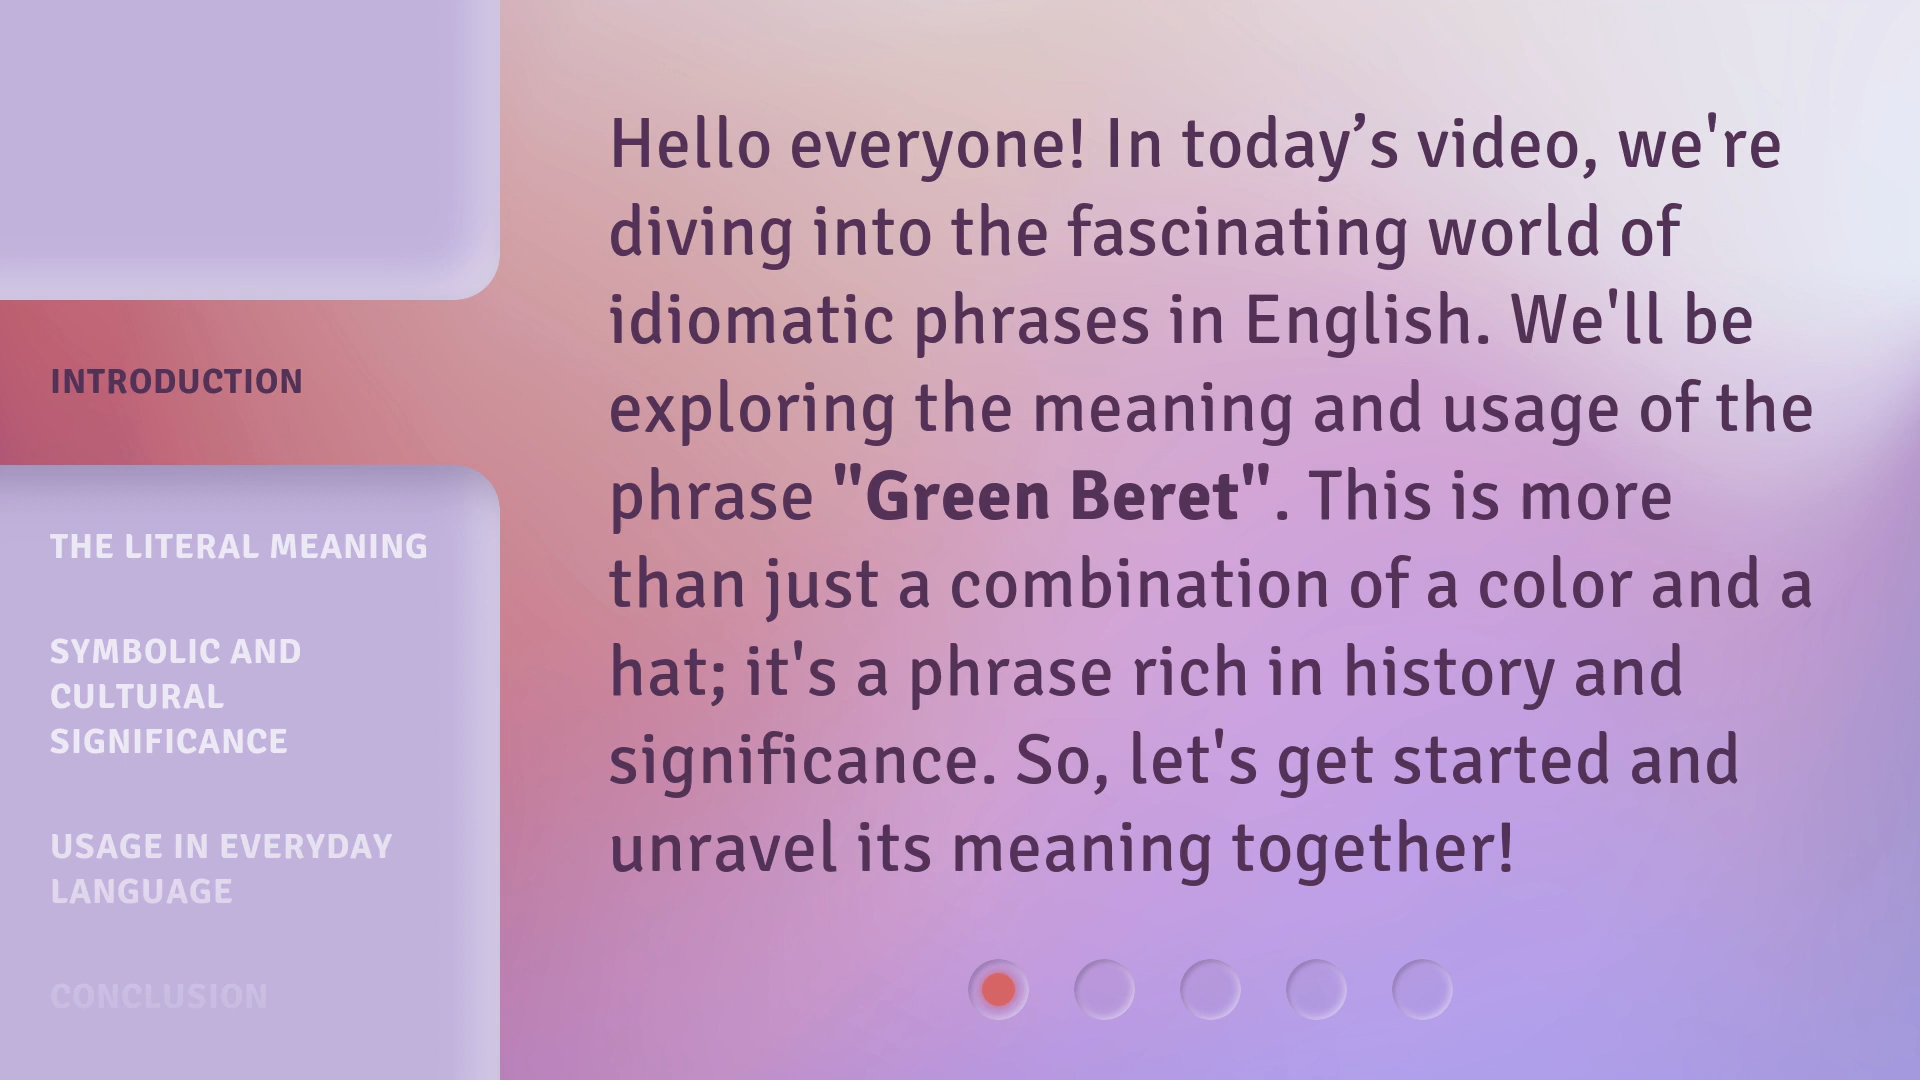 INTRODUCTION
THE LITERAL MEANING
SYMBOLIC AND
CULTURAL
SIGNIFICANCE
USAGE IN EVERYDAY
LANGUAGE
CONCLUSION
Hello everyone! In today’s video, we're
diving into the fascinating world of
idiomatic phrases in English. We'll be
exploring the meaning and usage of the
phrase "Green Beret". This is more
than just a combination of a color and a
hat; it's a phrase rich in history and
significance. So, let's get started and
unravel its meaning together!